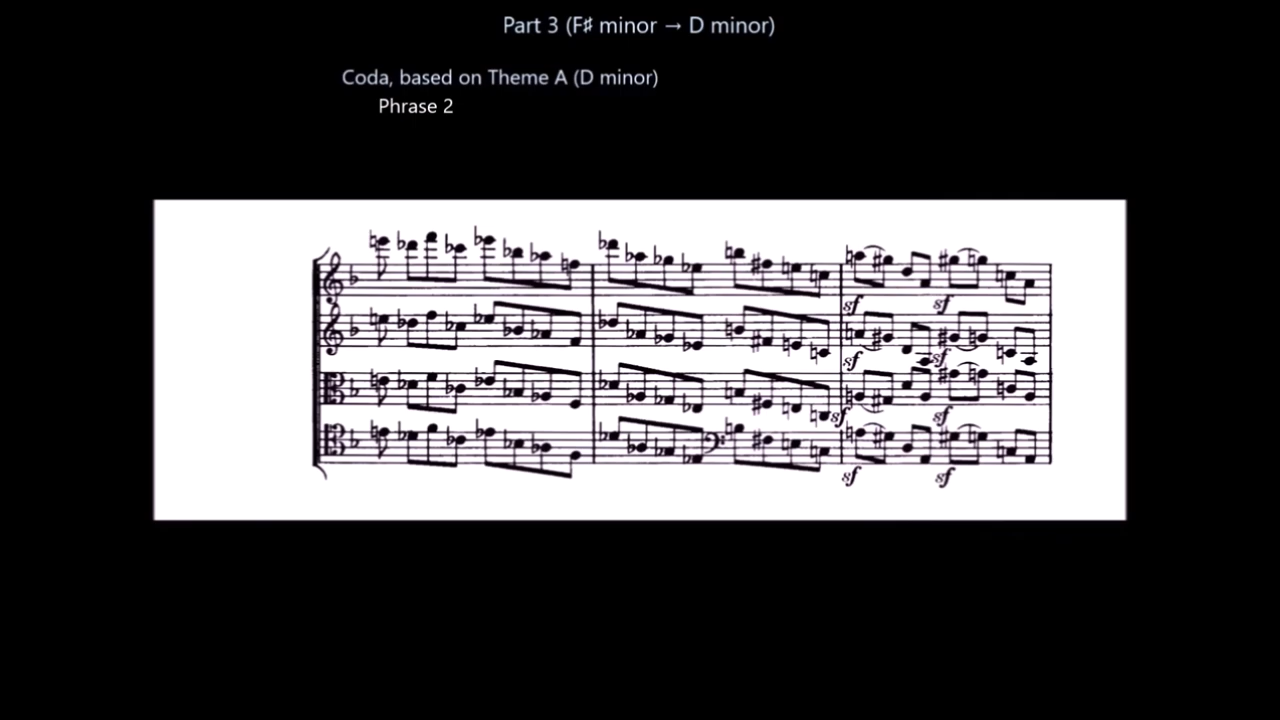 Part 3 (F♯ minor → D minor)
Coda, based on Theme A (D minor)
Phrase 2
sf sf
sf sf
sf sf
sf sf